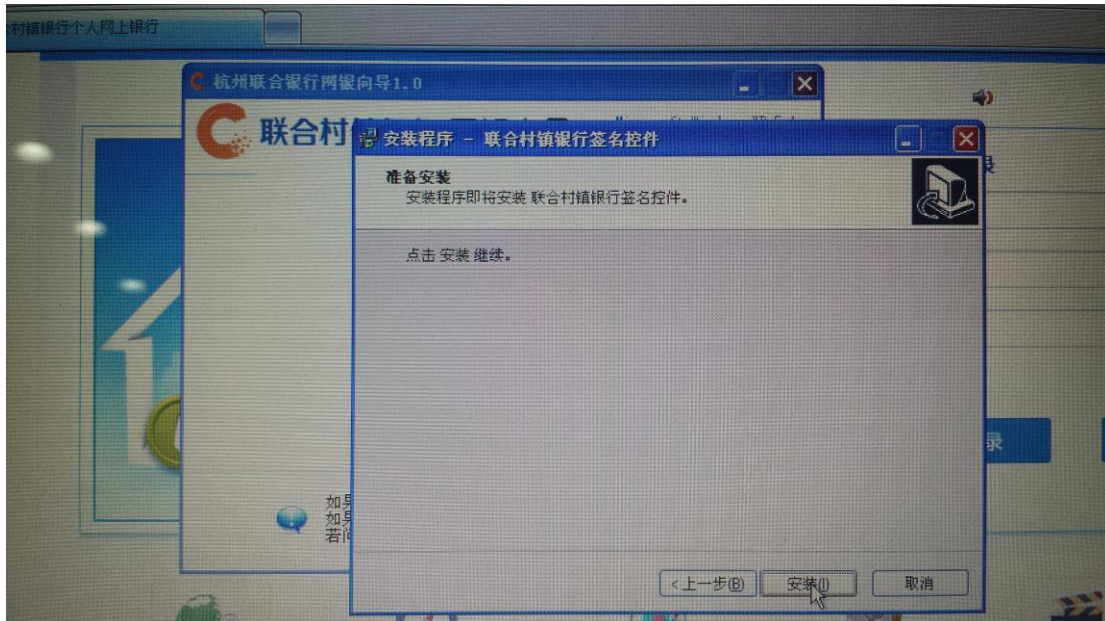 村镇银行个人网上银行
杭州联合银行网银向导1.0
联合村
安装程序 - 联合村镇银行签名控件
准备安装
安装程序即将安装 联合村镇银行签名控件。
点击 安装 继续。
录
如果
如果
若问
<上一步(B)
安装(I)
取消